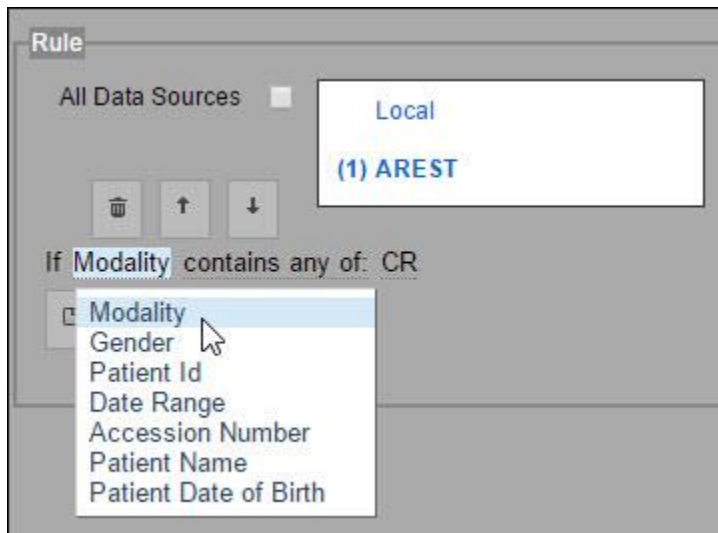 Rule
All Data Sources
Local
(1) AREST
If Modality contains any of: CR
Modality
Gender
Patient Id
Date Range
Accession Number
Patient Name
Patient Date of Birth